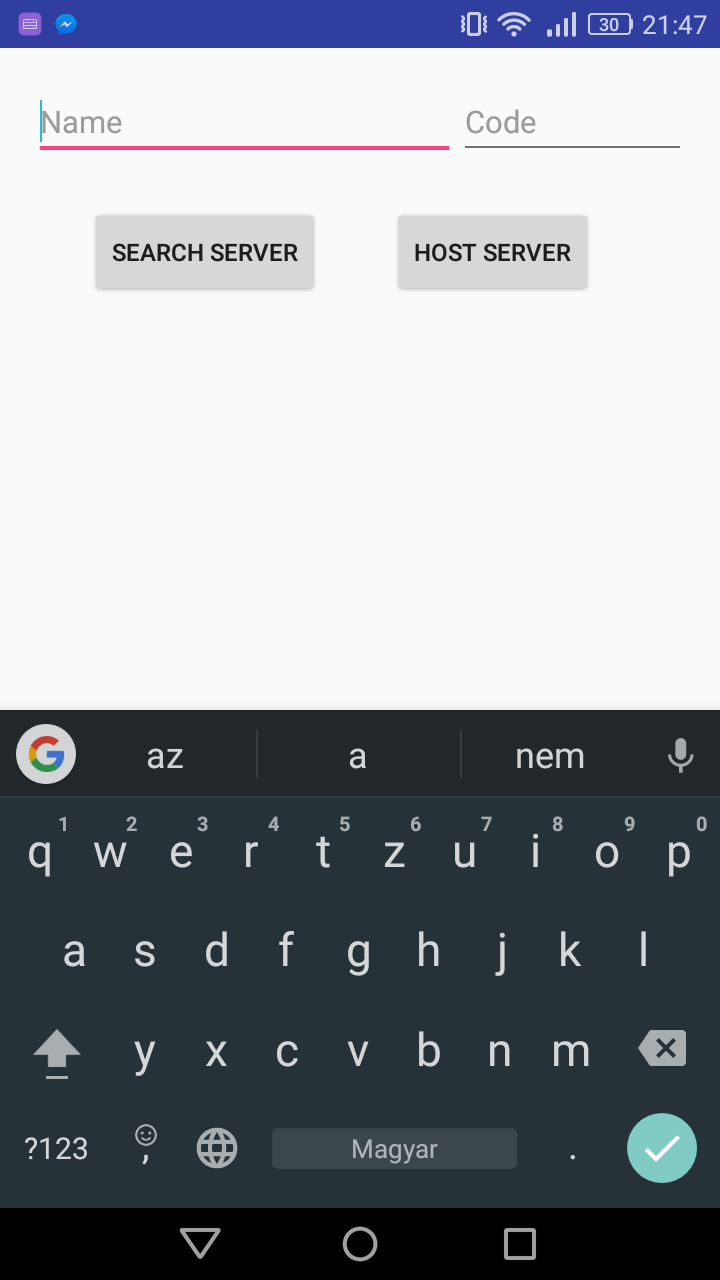 30 21:47
Name Code
SEARCH SERVER HOST SERVER
az a nem
1 2 3 4 5 6 7 8 9 0
q w e r t z u i o p
a s d f g h j k l
y x c v b n m
?123 , Magyar .